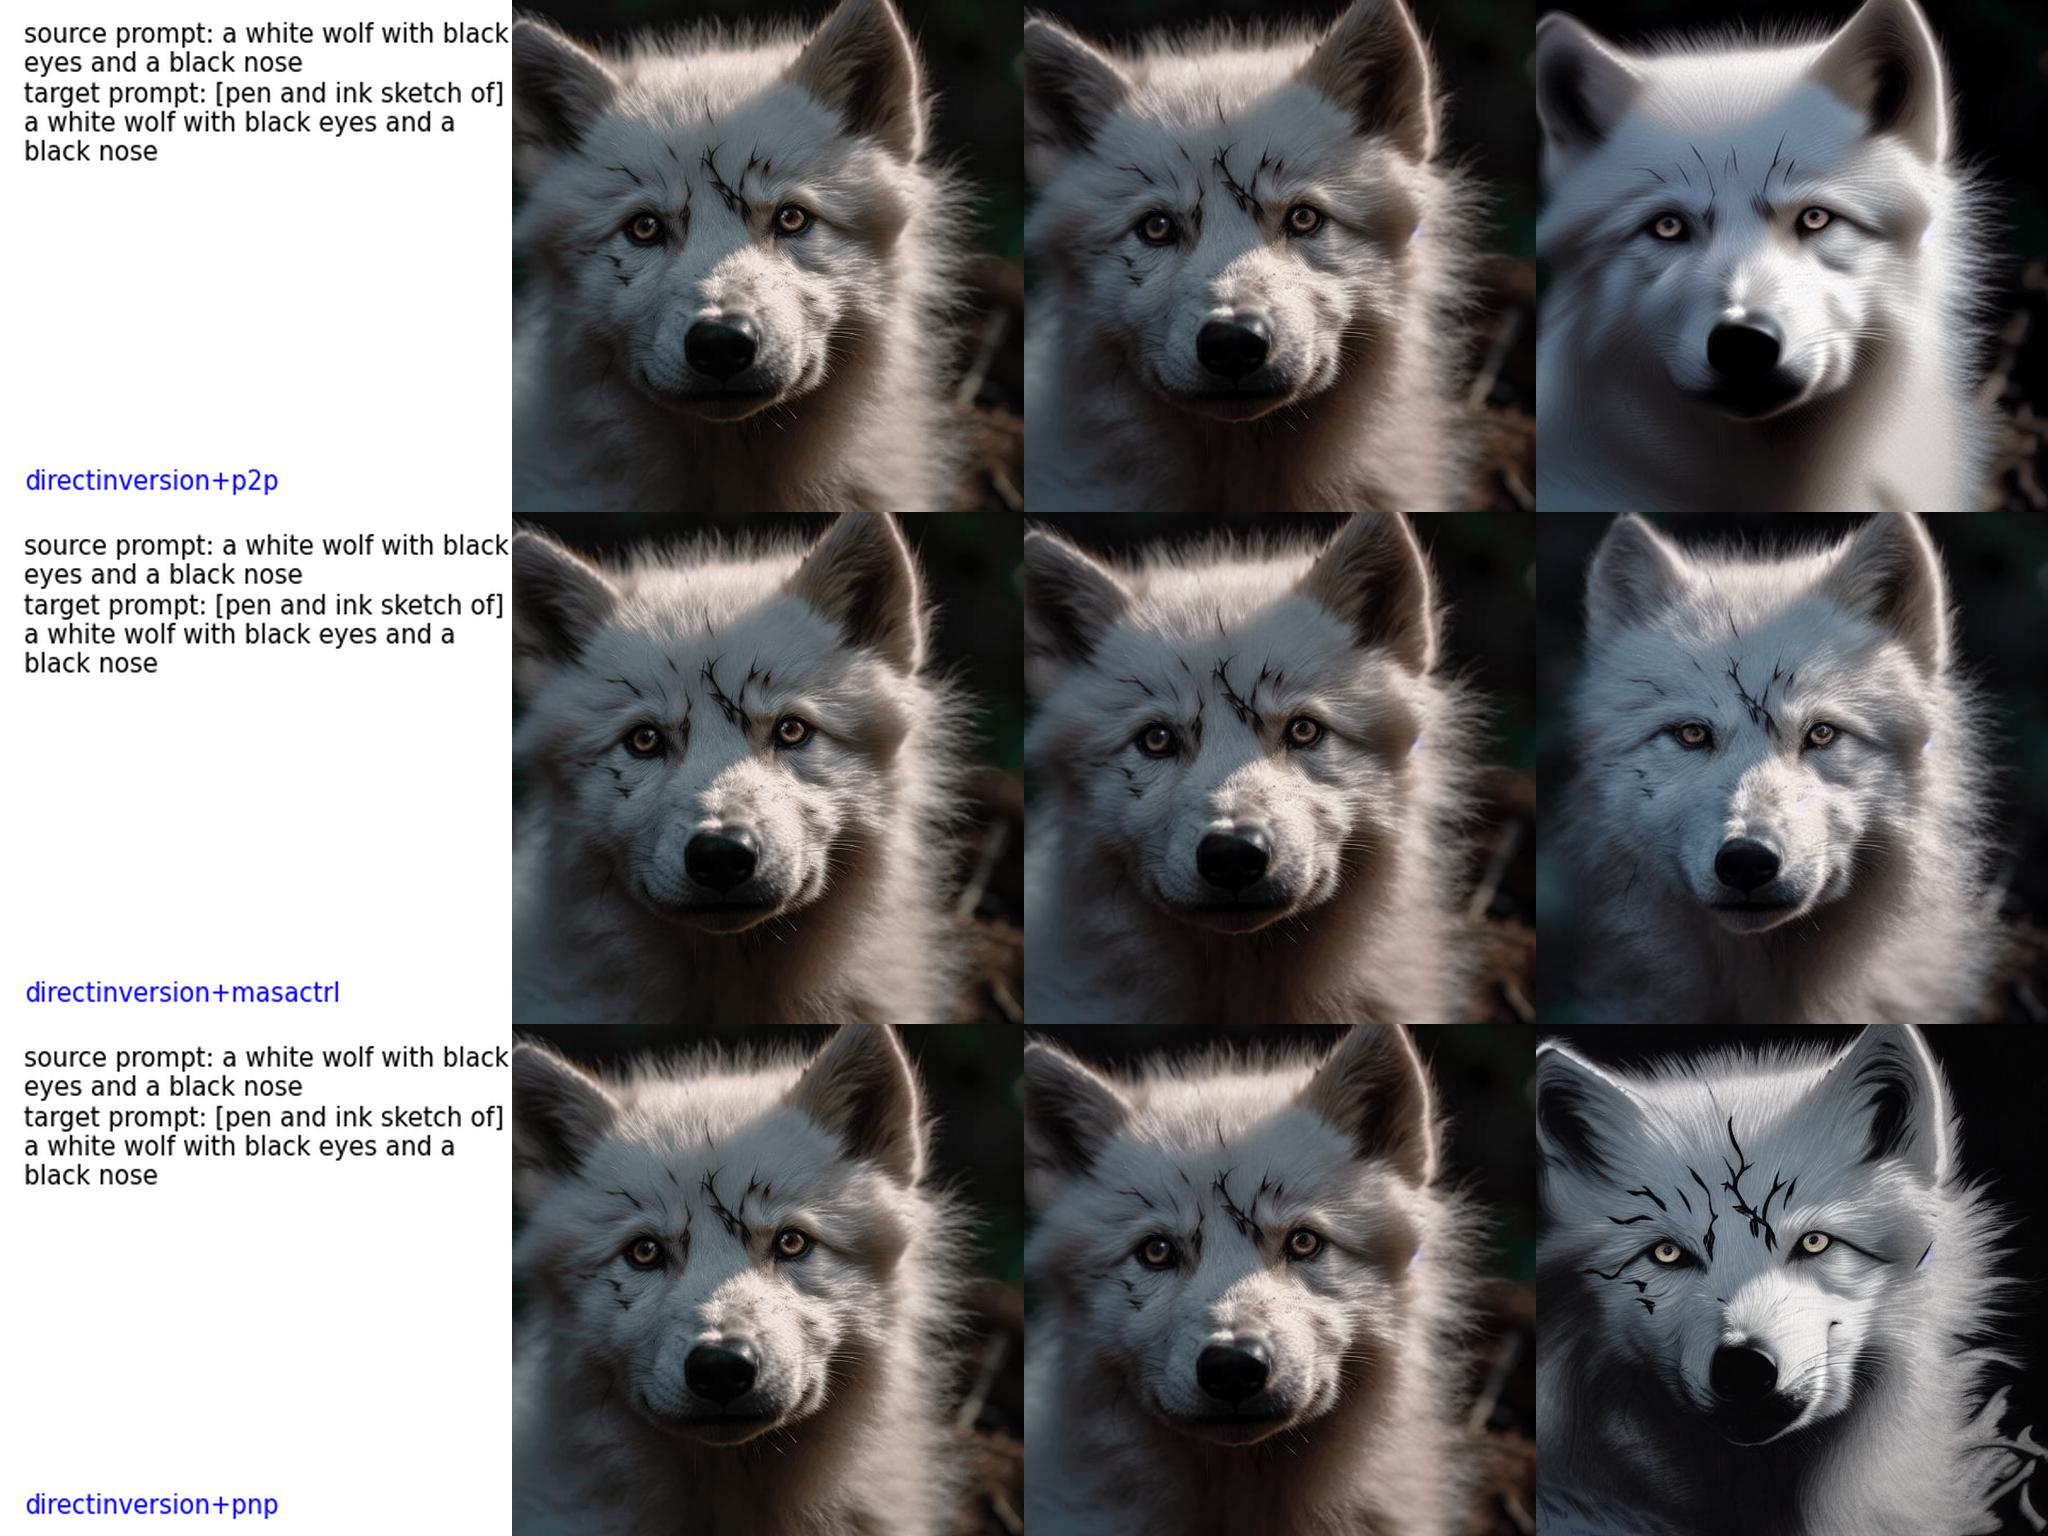 source prompt: a white wolf with black
eyes and a black nose
target prompt: [pen and ink sketch of]
a white wolf with black eyes and a
black nose
directinversion+p2p
source prompt: a white wolf with black
eyes and a black nose
target prompt: [pen and ink sketch of]
a white wolf with black eyes and a
black nose
directinversion+masactrl
source prompt: a white wolf with black
eyes and a black nose
target prompt: [pen and ink sketch of]
a white wolf with black eyes and a
black nose
directinversion+pnp